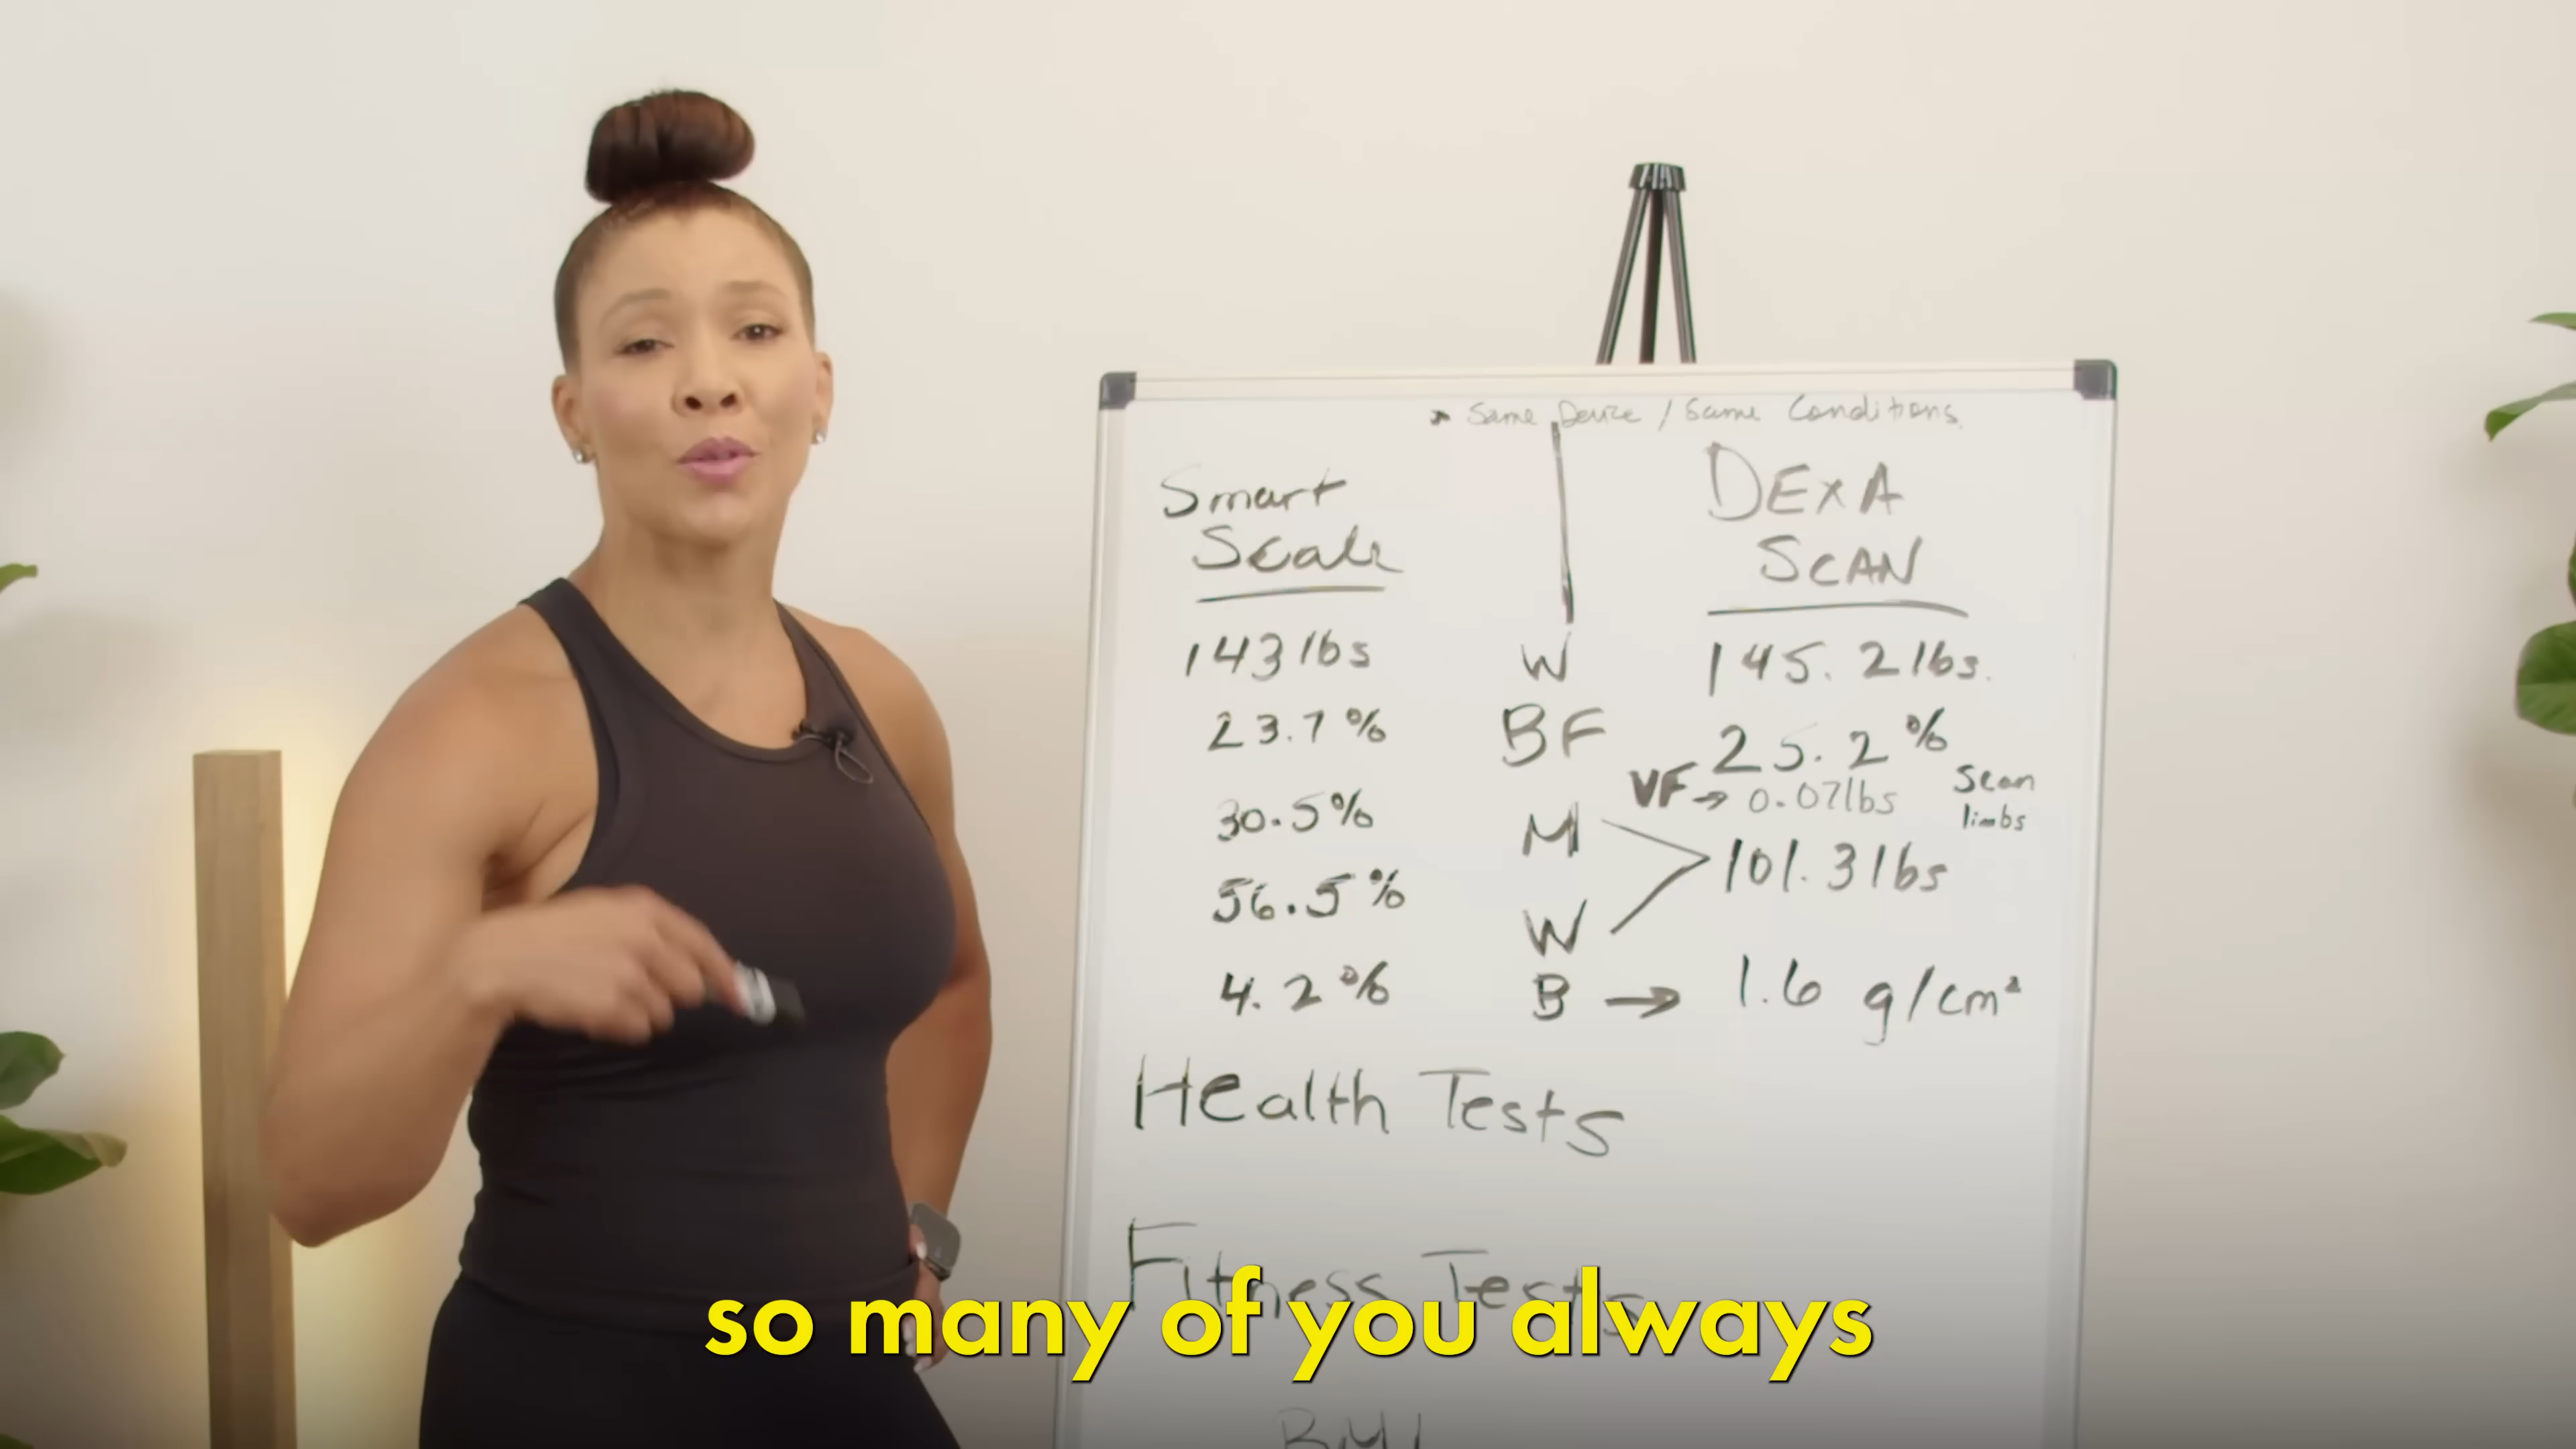 * Same Device / Same Conditions.
Smart
Scale
DEXA
SCAN
143 lbs W 145.2 lbs.
23.7% BF 25.2%
VF → 0.07 lbs
Scan
limbs
30.5% M
101.3 lbs
56.5% W
4.2% B → 1.6 g/cm²
Health Tests
Fitness Tests
so many of you always